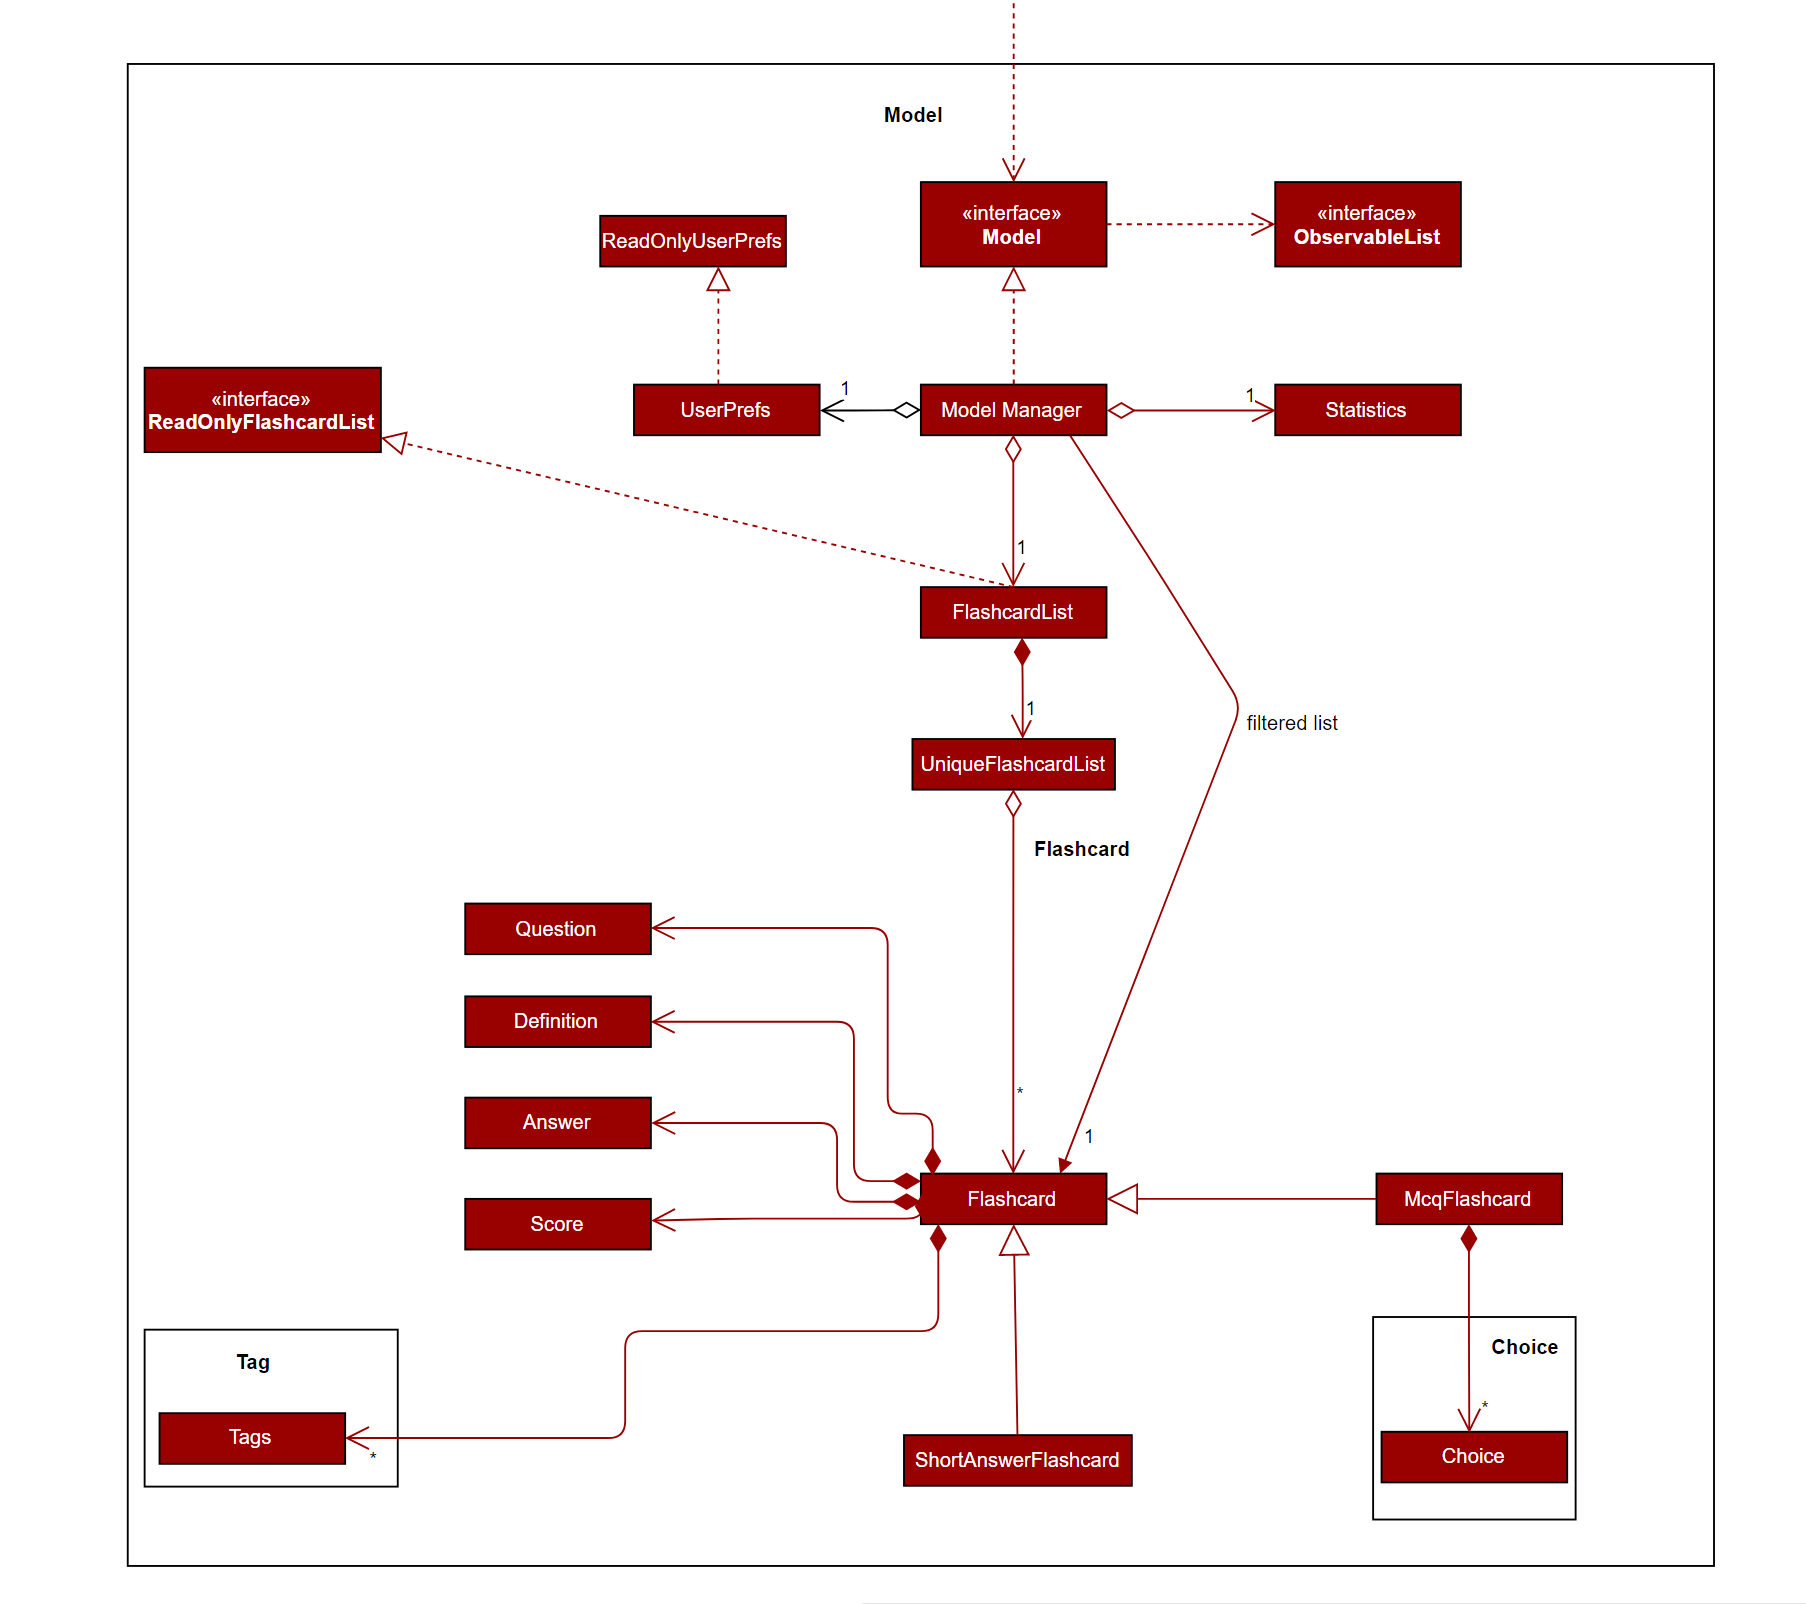 Model
«interface»
Model
«interface»
ObservableList
ReadOnlyUserPrefs
«interface»
ReadOnlyFlashcardList
UserPrefs
1
Model Manager
1
Statistics
1
FlashcardList
1
filtered list
UniqueFlashcardList
Flashcard
Question
Definition
*
Answer
1
Flashcard
McqFlashcard
Score
Tag
Choice
*
Tags
*
ShortAnswerFlashcard
Choice